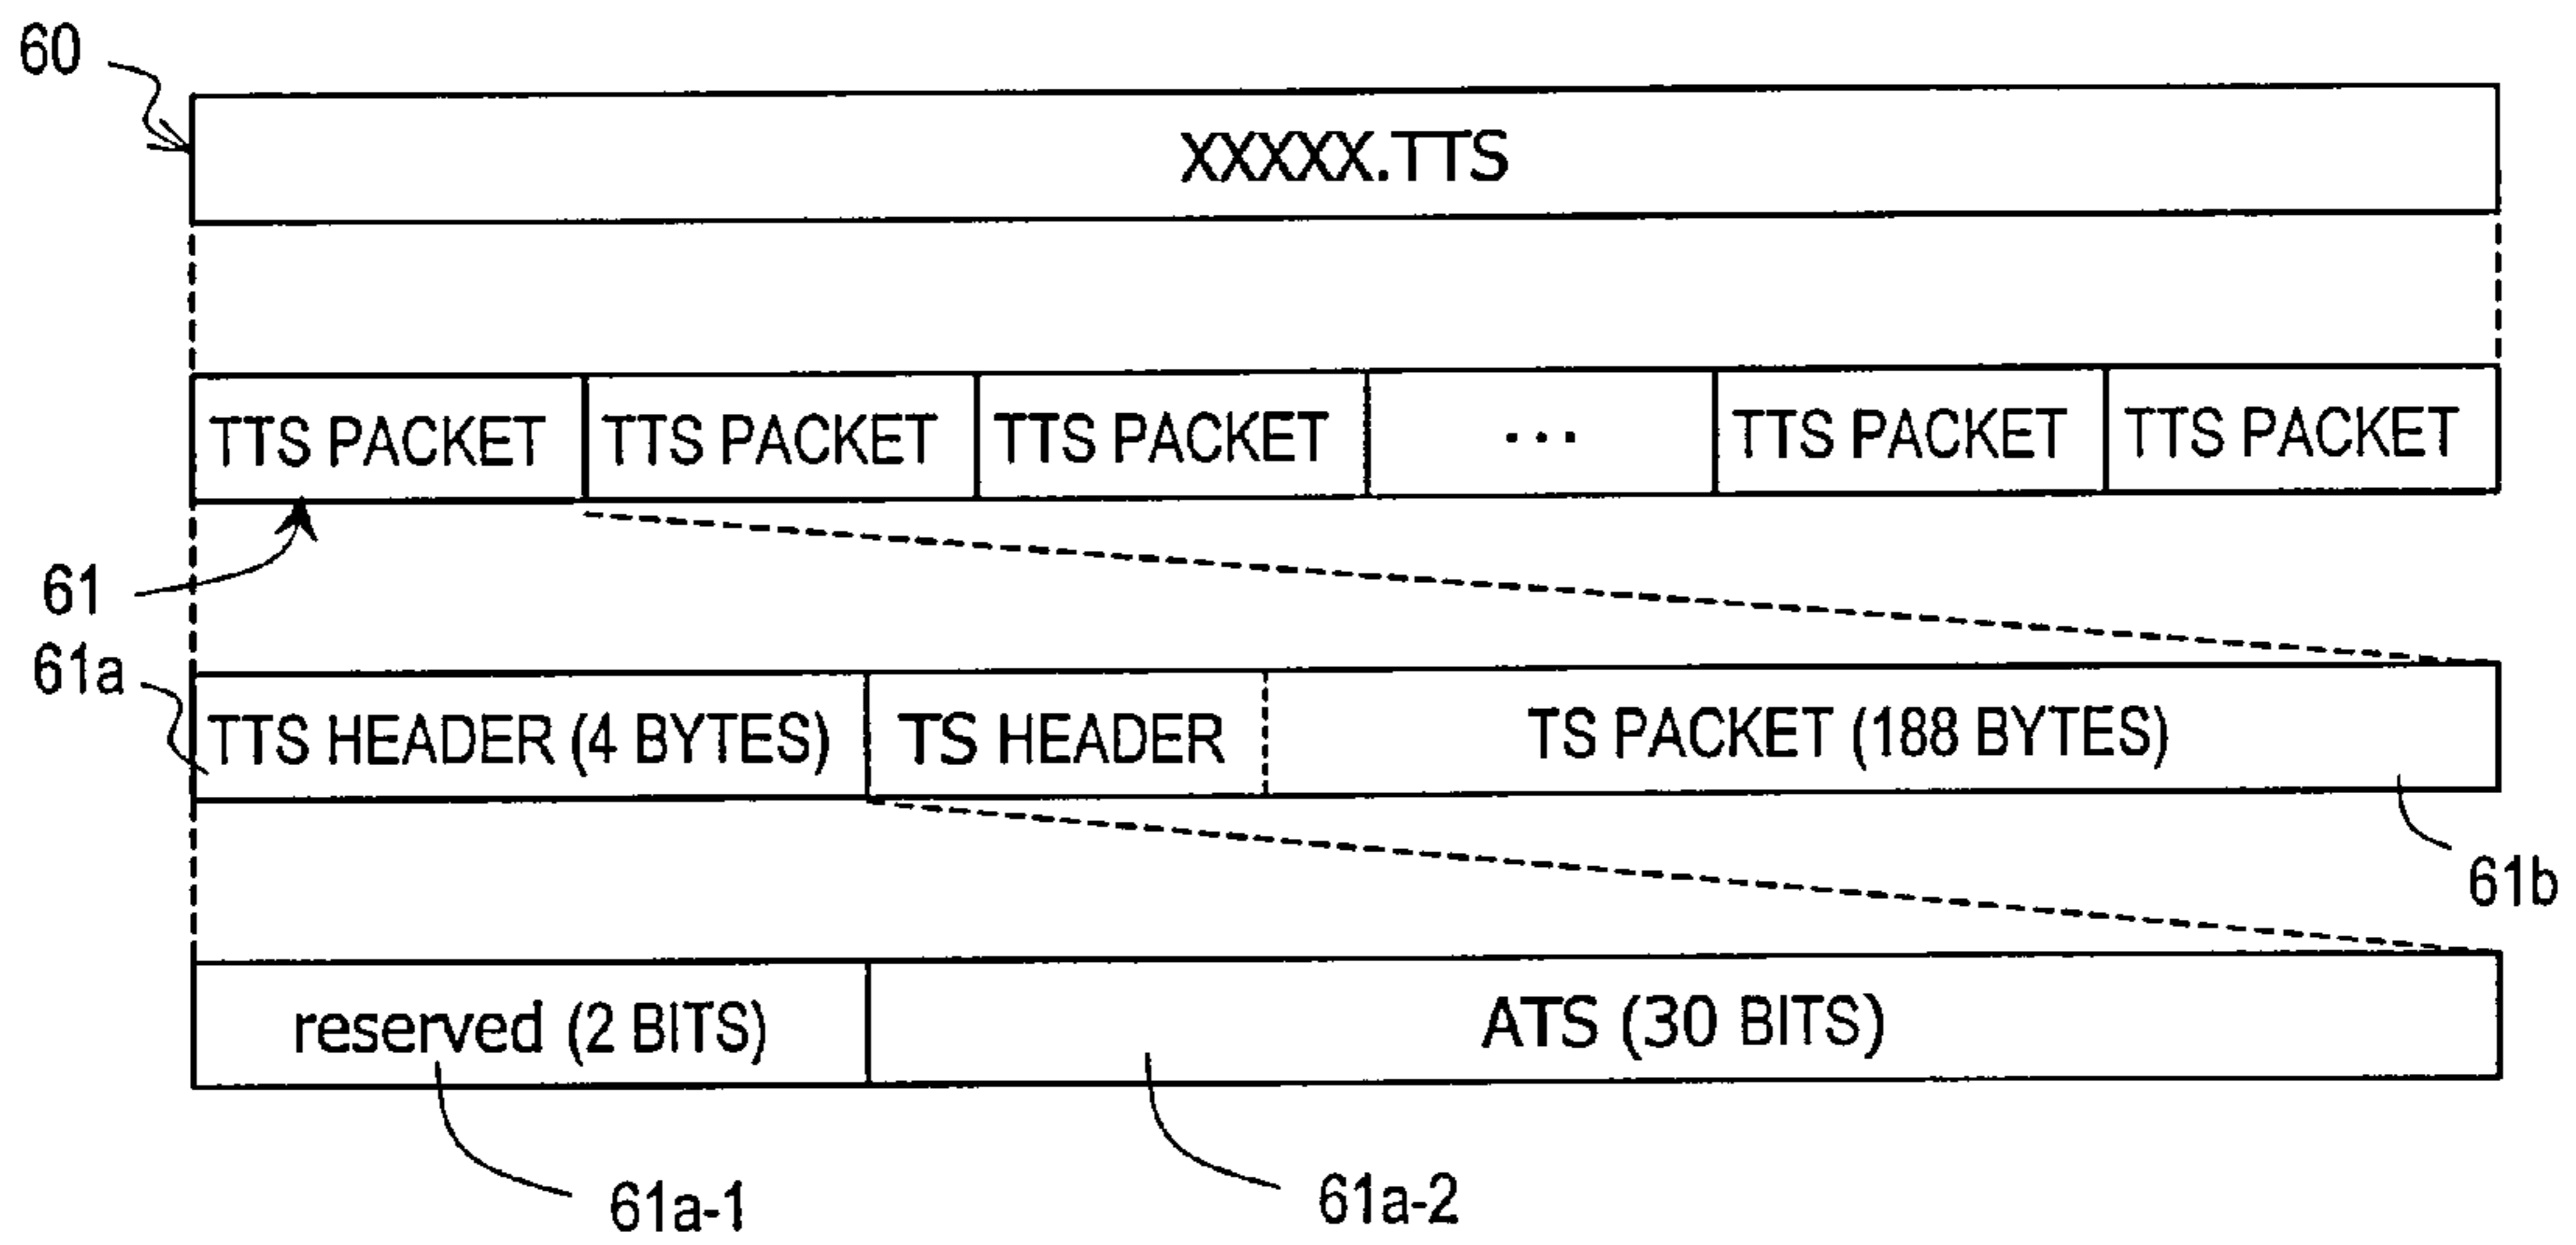 60
XXXXX.TTS
TTS PACKET TTS PACKET TTS PACKET ... TTS PACKET TTS PACKET
61
61a
TTS HEADER (4 BYTES) TS HEADER TS PACKET (188 BYTES)
61b
reserved (2 BITS) ATS (30 BITS)
61a-1 61a-2